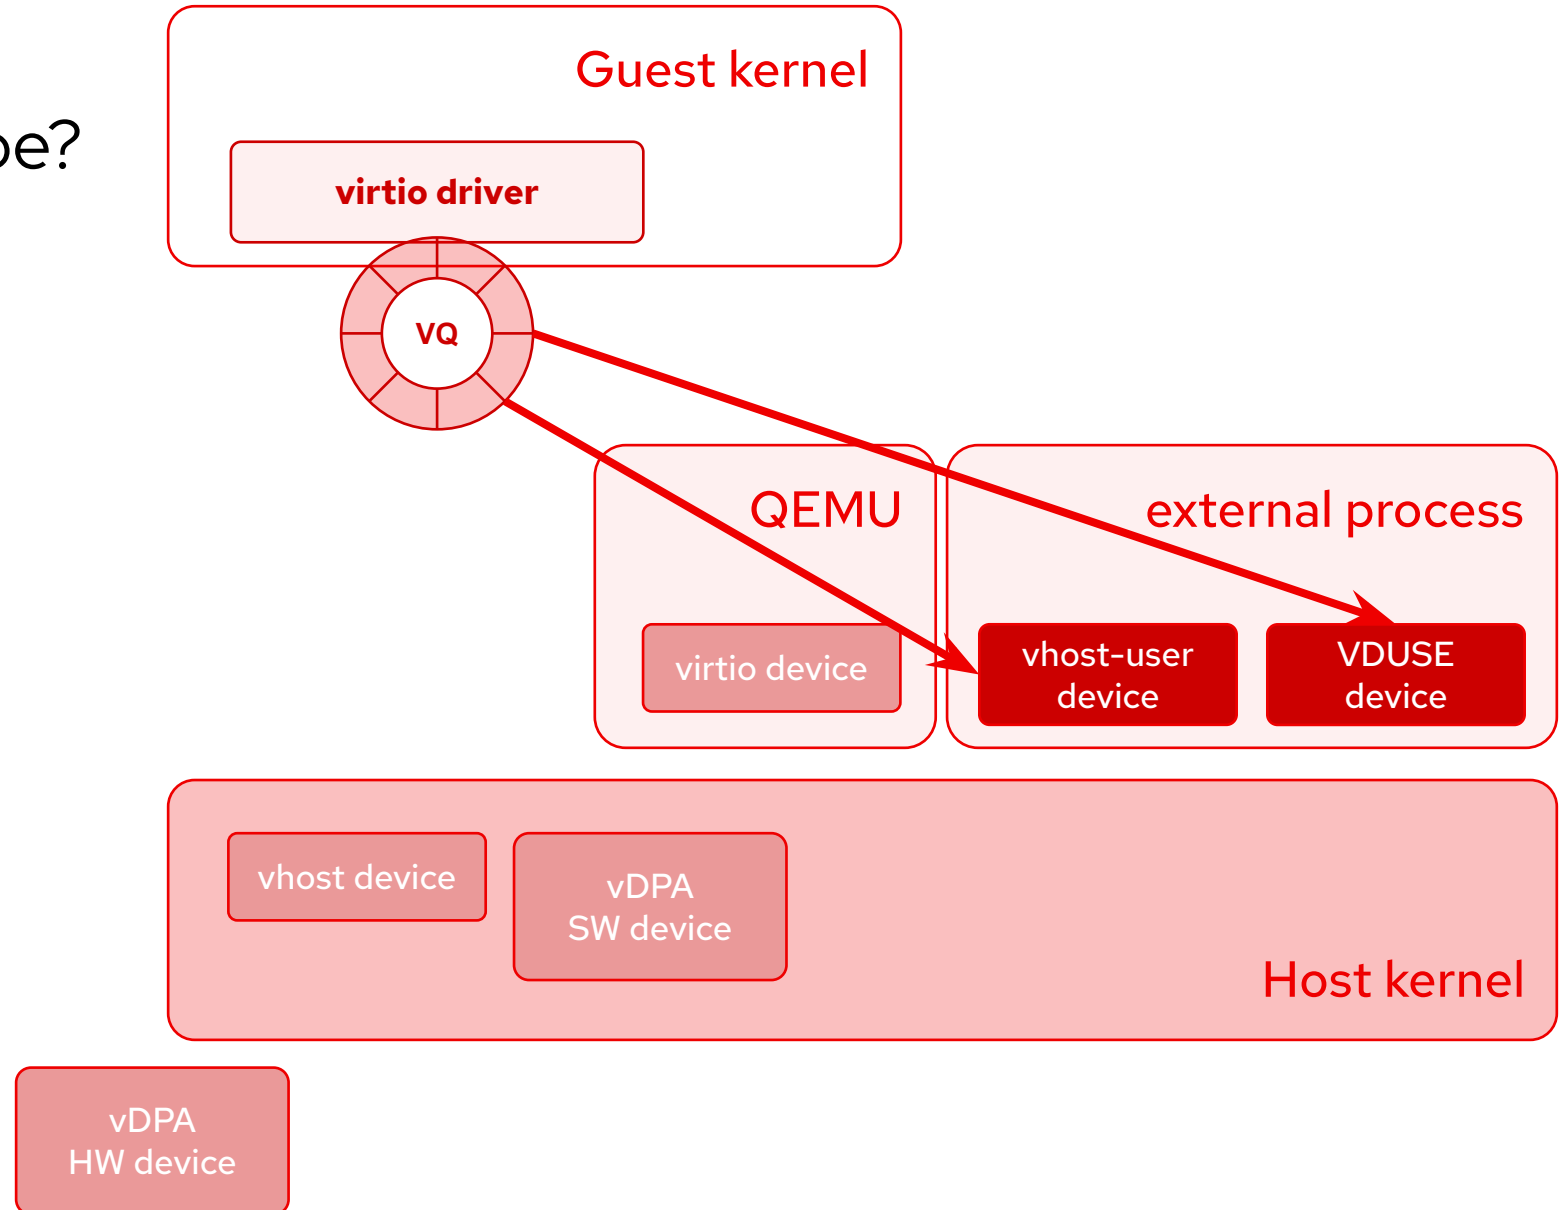 Guest kernel
be?
virtio driver
VQ
QEMU
external process
virtio device
vhost-user
device
VDUSE
device
vhost device
vDPA
SW device
Host kernel
vDPA
HW device